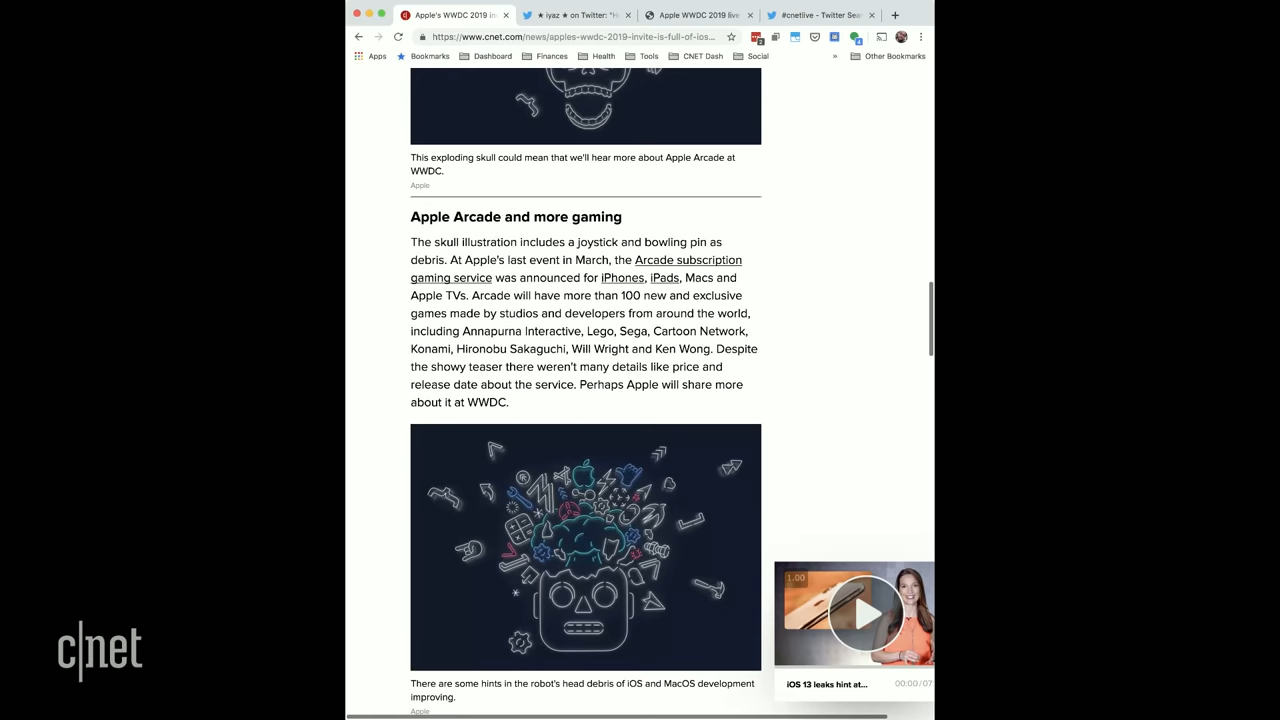 Apple's WWDC 2019 in
★ iyaz ★ on Twitter: "H
Apple WWDC 2019 live
#cnetlive - Twitter Sear
https://www.cnet.com/news/apples-wwdc-2019-invite-is-full-of-ios...
Apps
Bookmarks
Dashboard
Finances
Health
Tools
CNET Dash
Social
»
Other Bookmarks
This exploding skull could mean that we'll hear more about Apple Arcade at
WWDC.
Apple
Apple Arcade and more gaming
The skull illustration includes a joystick and bowling pin as
debris. At Apple's last event in March, the Arcade subscription
gaming service was announced for iPhones, iPads, Macs and
Apple TVs. Arcade will have more than 100 new and exclusive
games made by studios and developers from around the world,
including Annapurna Interactive, Lego, Sega, Cartoon Network,
Konami, Hironobu Sakaguchi, Will Wright and Ken Wong. Despite
the showy teaser there weren't many details like price and
release date about the service. Perhaps Apple will share more
about it at WWDC.
1.00
iOS 13 leaks hint at...
00:00/07:
There are some hints in the robot's head debris of iOS and MacOS development
improving.
Apple
c|net